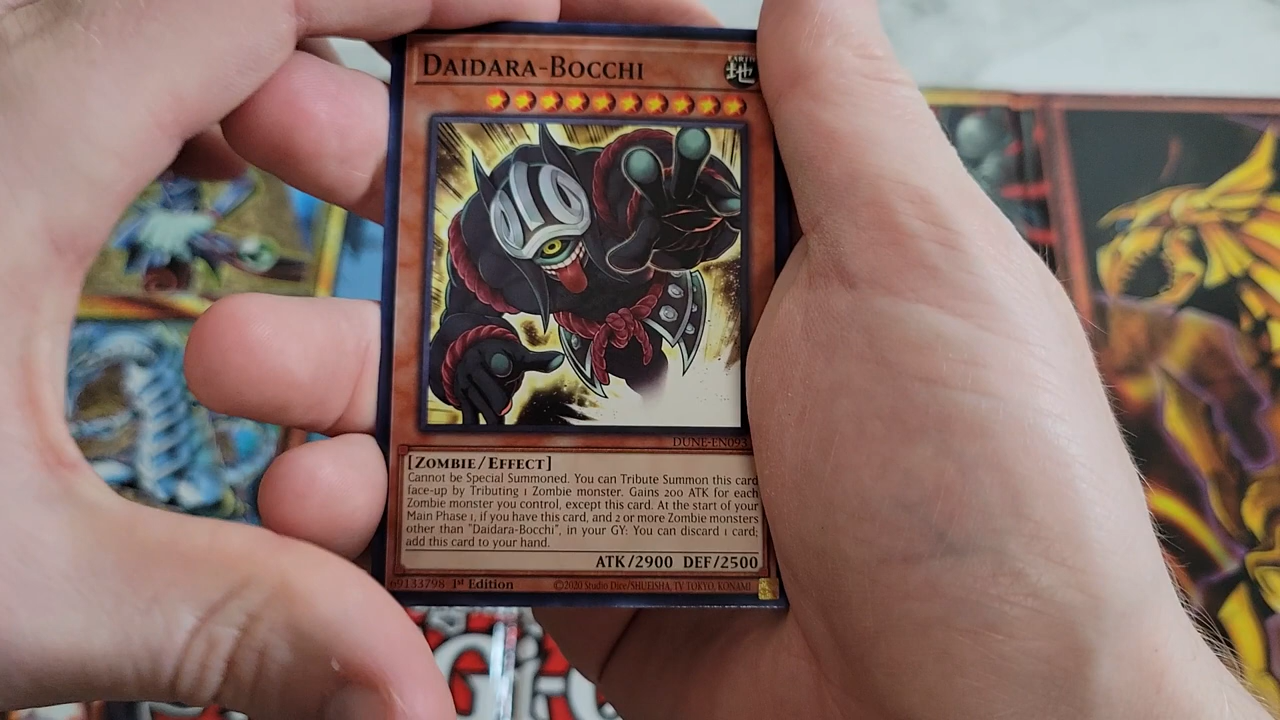 DAIDARA-BOCCHI
EARTH
地
DUNE-EN093
[ZOMBIE/EFFECT]
Cannot be Special Summoned. You can Tribute Summon this card
face-up by Tributing 1 Zombie monster. Gains 200 ATK for each
Zombie monster you control, except this card. At the start of your
Main Phase 1, if you have this card, and 2 or more Zombie monsters
other than "Daidara-Bocchi", in your GY: You can discard 1 card;
add this card to your hand.
ATK/2900 DEF/2500
69133798 1st Edition ©2020 Studio Dice/SHUEISHA, TV TOKYO, KONAMI